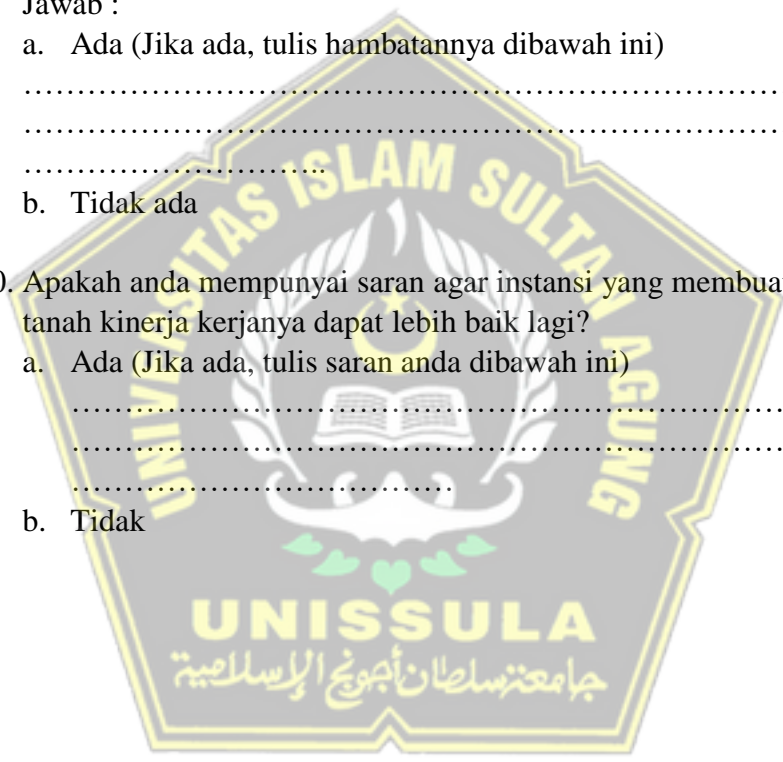 Jawab :
a. Ada (Jika ada, tulis hambatannya dibawah ini)
……………………………………………………………
……………………………………………………………
………………………..
b. Tidak ada
0. Apakah anda mempunyai saran agar instansi yang membua
tanah kinerja kerjanya dapat lebih baik lagi?
a. Ada (Jika ada, tulis saran anda dibawah ini)
…………………………………………………………
…………………………………………………………
………………………………
b. Tidak
UNIVERSITAS ISLAM SULTAN AGUNG
UNISSULA
جامعة سلطان أجونج الإسلامية